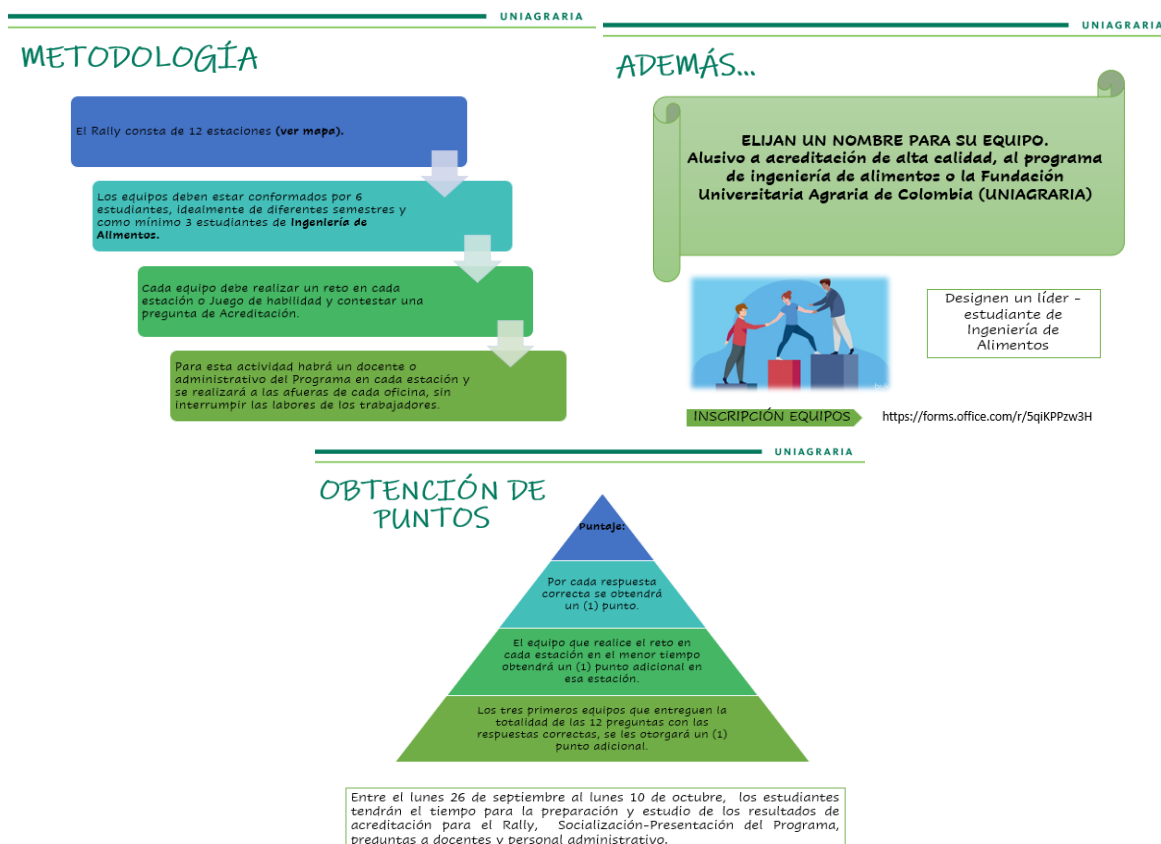 UNIAGRARIA
METODOLOGÍA
El Rally consta de 12 estaciones (ver mapa).
Los equipos deben estar conformados por 6
estudiantes, idealmente de diferentes semestres y
como mínimo 3 estudiantes de Ingeniería de
Alimentos.
Cada equipo debe realizar un reto en cada
estación o Juego de habilidad y contestar una
pregunta de Acreditación.
Para esta actividad habrá un docente o
administrativo del Programa en cada estación y
se realizará a las afueras de cada oficina, sin
interrumpir las labores de los trabajadores.
UNIAGRARIA
ADEMÁS...
ELIJAN UN NOMBRE PARA SU EQUIPO.
Alusivo a acreditación de alta calidad, al programa
de ingeniería de alimentos o la Fundación
Universitaria Agraria de Colombia (UNIAGRARIA)
Designen un líder -
estudiante de
Ingeniería de
Alimentos
INSCRIPCIÓN EQUIPOS
https://forms.office.com/r/5qiKPPzw3H
UNIAGRARIA
OBTENCIÓN DE
PUNTOS
Puntaje:
Por cada respuesta
correcta se obtendrá
un (1) punto.
El equipo que realice el reto en
cada estación en el menor tiempo
obtendrá un (1) punto adicional en
esa estación.
Los tres primeros equipos que entreguen la
totalidad de las 12 preguntas con las
respuestas correctas, se les otorgará un (1)
punto adicional.
Entre el lunes 26 de septiembre al lunes 10 de octubre, los estudiantes
tendrán el tiempo para la preparación y estudio de los resultados de
acreditación para el Rally, Socialización-Presentación del Programa,
preguntas a docentes y personal administrativo.